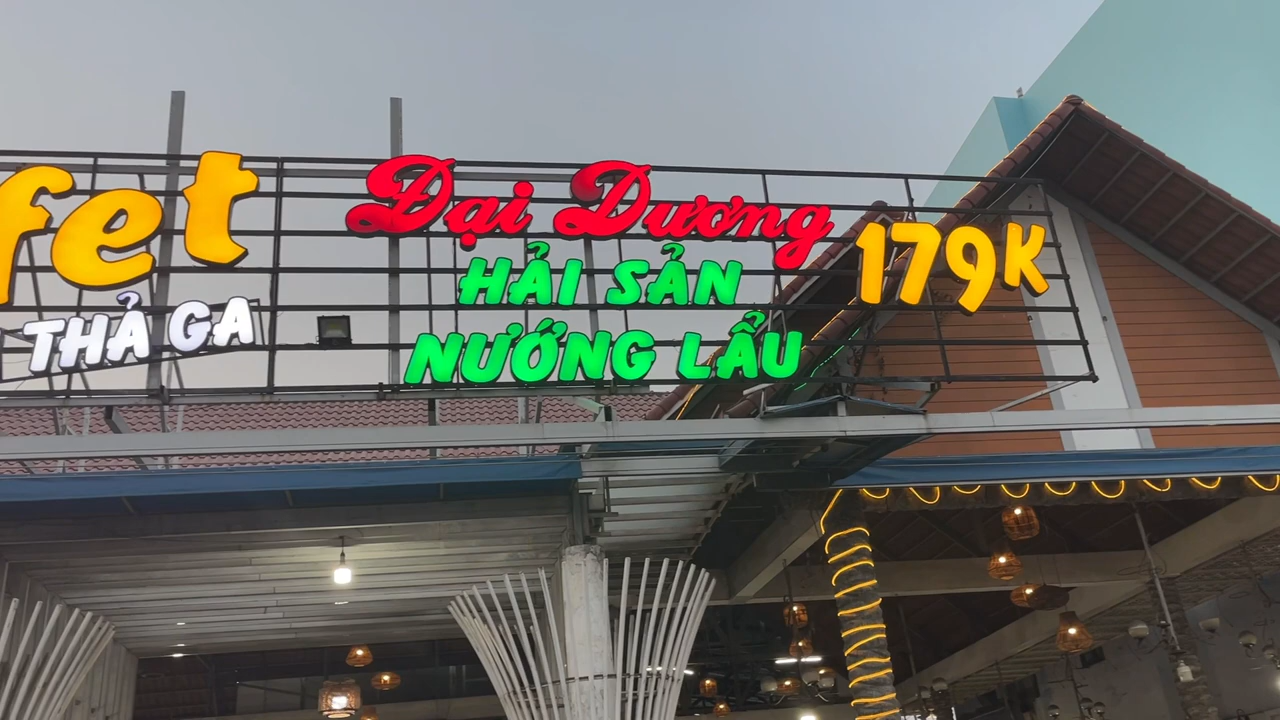 fet
THẢ GA
Đại Dương
HẢI SẢN
NƯỚNG LẨU
179K